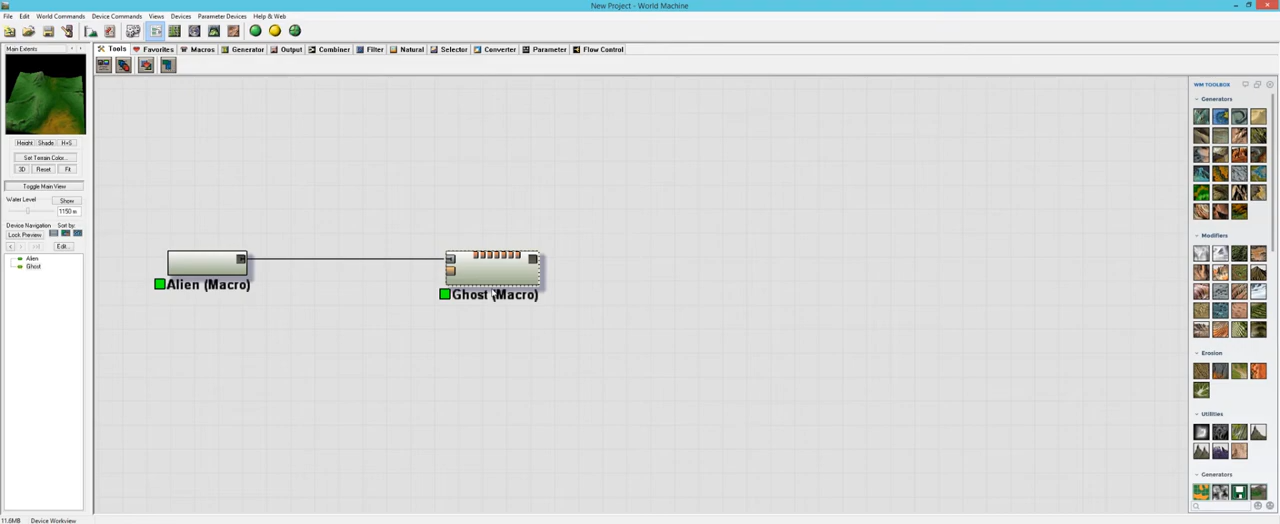 New Project - World Machine
File Edit World Commands Device Commands Views Devices Parameter Devices Help & Web
Main Extents
Tools Favorites Macros Generator Output Combiner Filter Natural Selector Converter Parameter Flow Control
Height Shade H+S
Set Terrain Color...
3D Reset Fit
Toggle Main View
Water Level Show
1150 m
Device Navigation Sort by:
Lock Preview
Edit...
Alien
Ghost
Alien (Macro)
Ghost (Macro)
WM TOOLBOX
Generators
Modifiers
Erosion
Utilities
Generators
11.6MB Device Workview